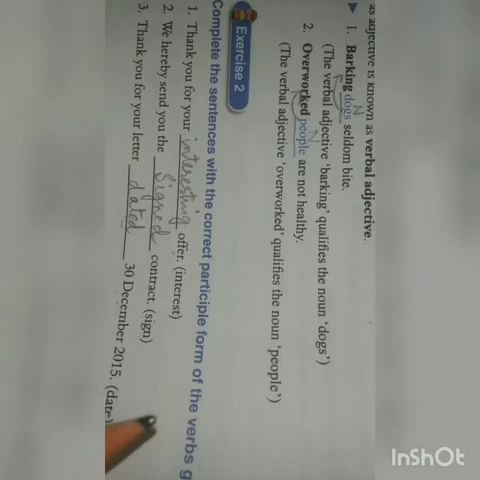 as adjective is known as verbal adjective.
1. Barking dogs seldom bite.
N
(The verbal adjective 'barking' qualifies the noun 'dogs')
2. Overworked people are not healthy.
N
(The verbal adjective 'overworked' qualifies the noun 'people')
Exercise 2
Complete the sentences with the correct participle form of the verbs g
1. Thank you for your interesting offer. (interest)
2. We hereby send you the Signed contract. (sign)
3. Thank you for your letter dated 30 December 2015. (date)
InShOt